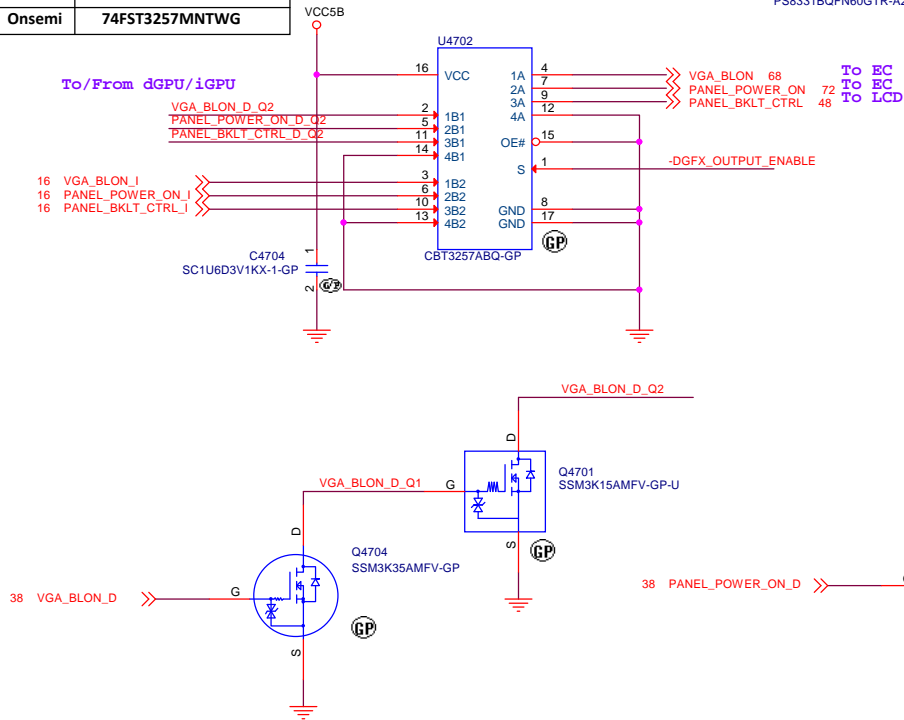 PS8331BQFN60GTR-A2
Onsemi 74FST3257MNTWG
VCC5B
U4702
To/From dGPU/iGPU
16 VCC
1A 4 VGA_BLON 68 To EC
2A 7 PANEL_POWER_ON 72 To EC
3A 9 PANEL_BKLT_CTRL 48 To LCD
4A 12
VGA_BLON_D_Q2 2 1B1
PANEL_POWER_ON_D_Q2 5 2B1
PANEL_BKLT_CTRL_D_Q2 11 3B1
14 4B1
OE# 15
S 1 -DGFX_OUTPUT_ENABLE
16 VGA_BLON_I 3 1B2
16 PANEL_POWER_ON_I 6 2B2
16 PANEL_BKLT_CTRL_I 10 3B2
13 4B2
GND 8
GND 17
GP
CBT3257ABQ-GP
C4704
SC1U6D3V1KX-1-GP
1
2
VGA_BLON_D_Q2
D
VGA_BLON_D_Q1 G
Q4701
SSM3K15AMFV-GP-U
S
GP
D
Q4704
SSM3K35AMFV-GP
38 VGA_BLON_D G
GP
S
38 PANEL_POWER_ON_D